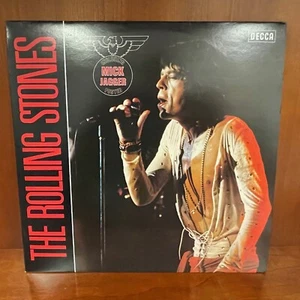 THE ROLLING STONES
MICK
JAGGER
DECCA